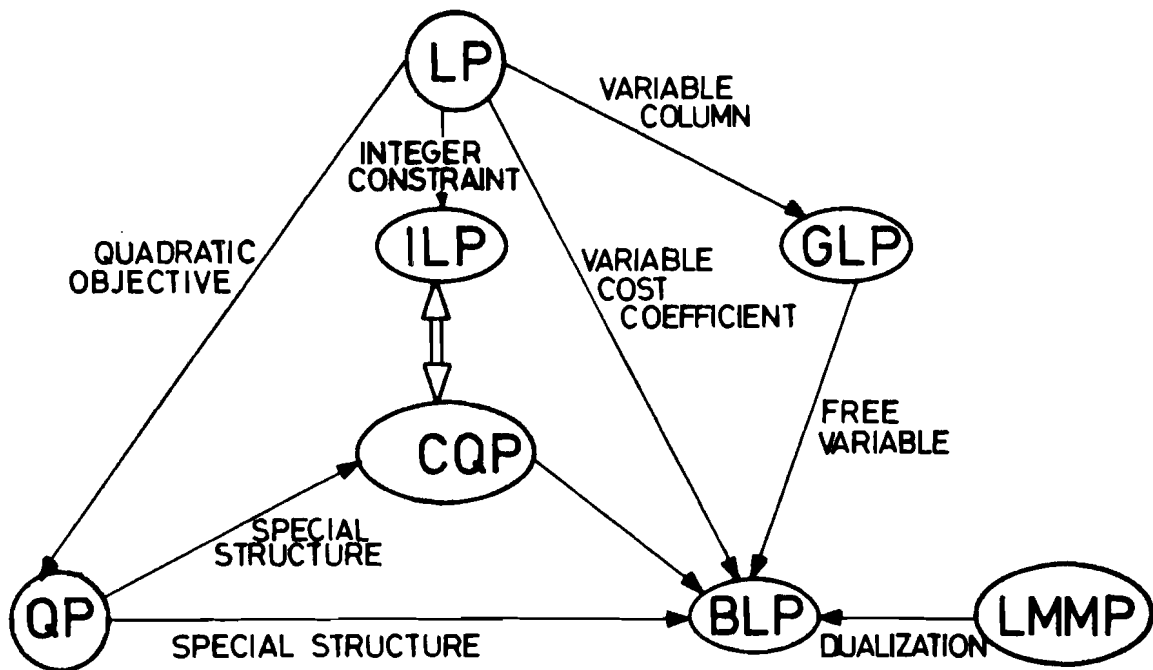 LP
VARIABLE
COLUMN
INTEGER
CONSTRAINT
ILP
GLP
QUADRATIC
OBJECTIVE
VARIABLE
COST
COEFFICIENT
CQP
FREE
VARIABLE
SPECIAL
STRUCTURE
QP
SPECIAL STRUCTURE
BLP
DUALIZATION
LMMP